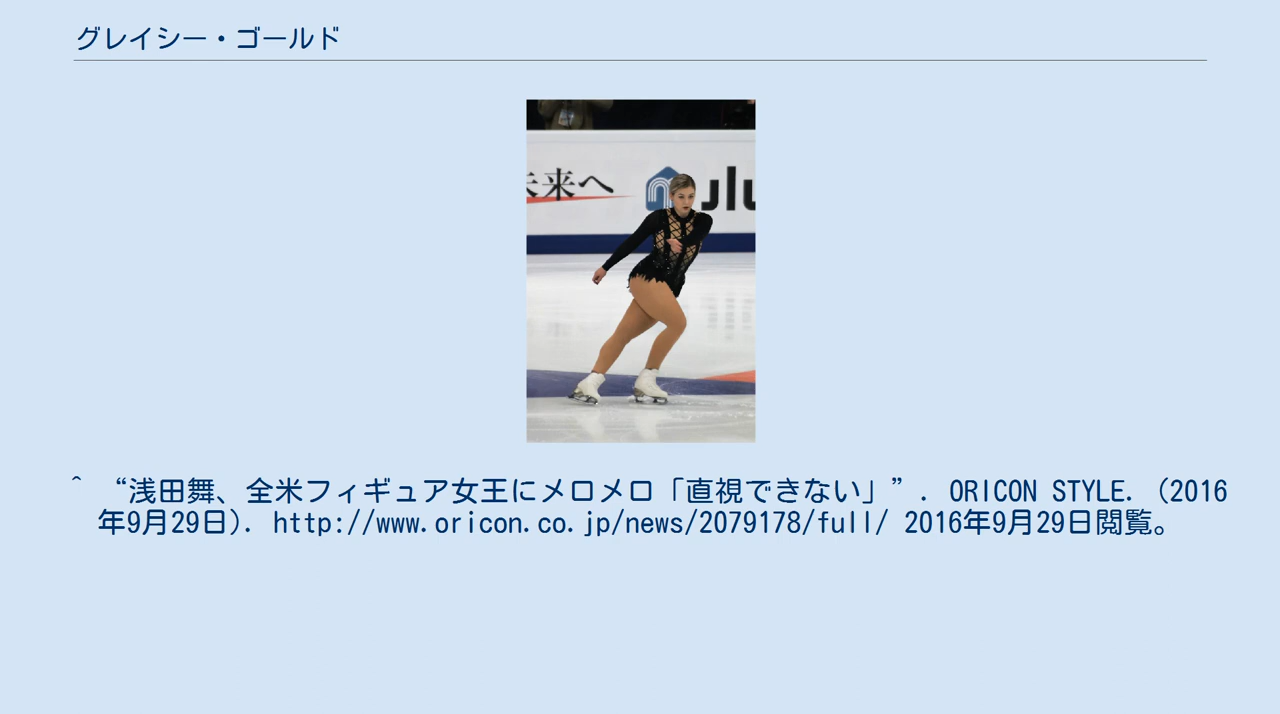 グレイシー・ゴールド
未来へ
^ “浅田舞、全米フィギュア女王にメロメロ「直視できない」”. ORICON STYLE. (2016
年9月29日). http://www.oricon.co.jp/news/2079178/full/ 2016年9月29日閲覧。